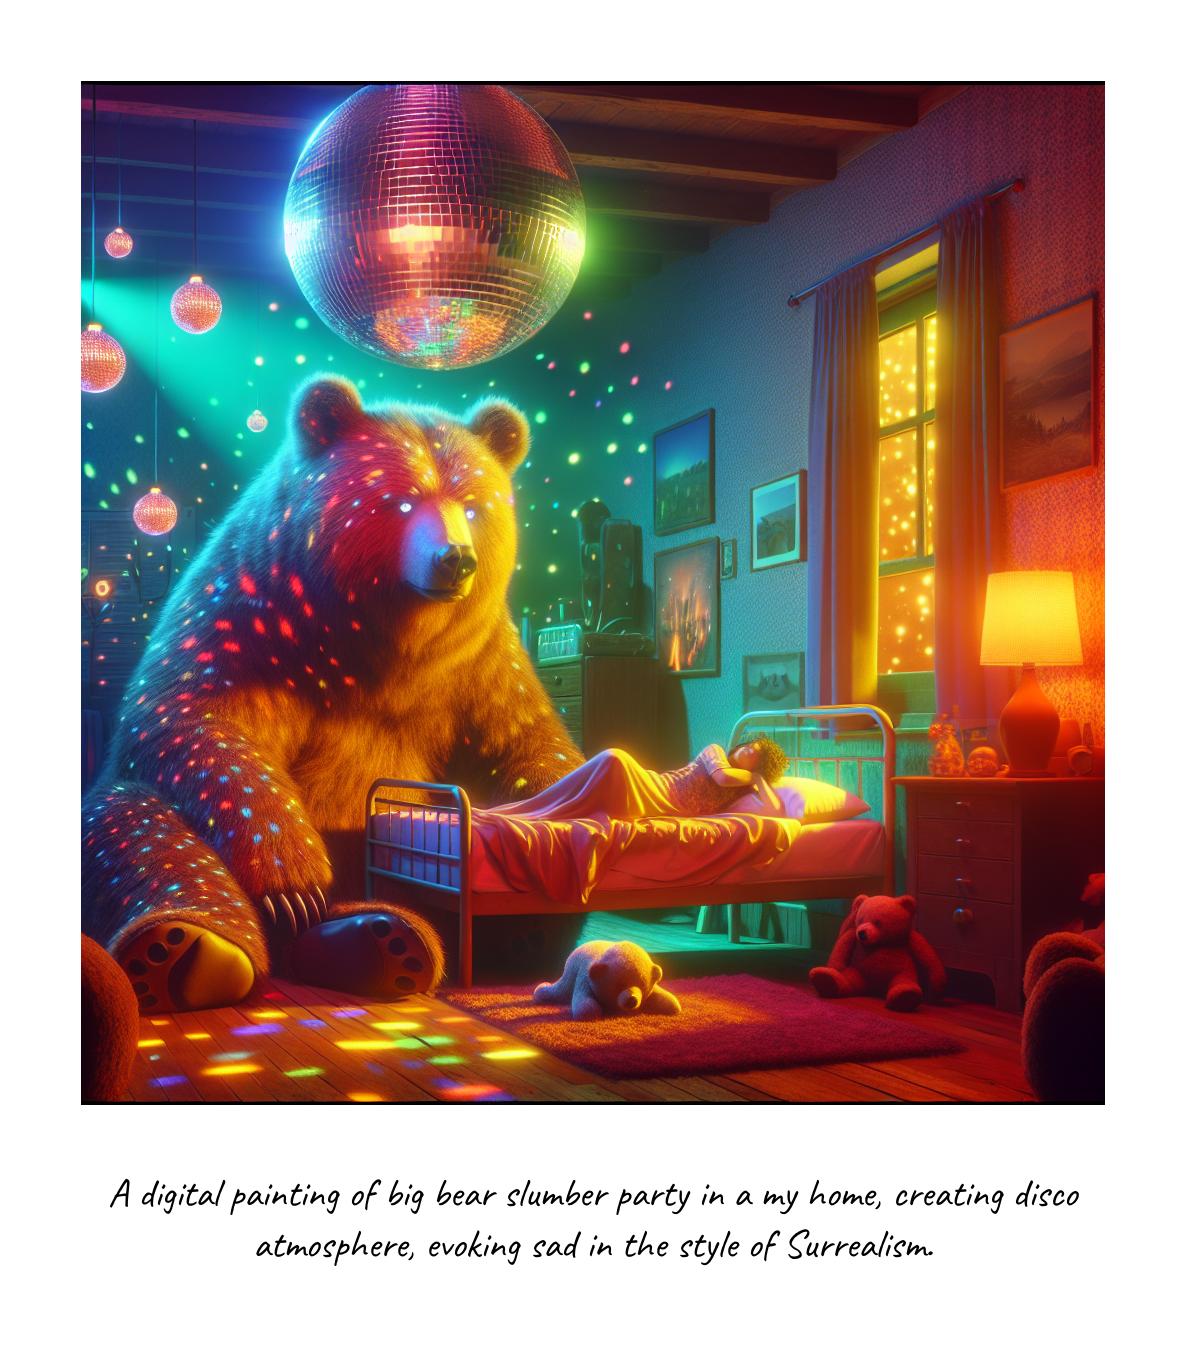 A digital painting of big bear slumber party in a my home, creating disco
atmosphere, evoking sad in the style of Surrealism.